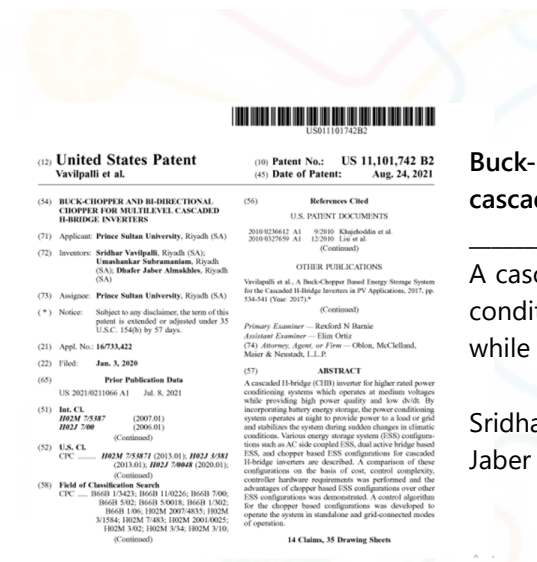 US011101742B2
(12) United States Patent
Vavilpalli et al.
(10) Patent No.: US 11,101,742 B2
(45) Date of Patent: Aug. 24, 2021
(54) BUCK-CHOPPER AND BI-DIRECTIONAL
CHOPPER FOR MULTILEVEL CASCADED
H-BRIDGE INVERTERS
(71) Applicant: Prince Sultan University, Riyadh (SA)
(72) Inventors: Sridhar Vavilpalli, Riyadh (SA);
Umashankar Subramaniam, Riyadh
(SA); Dhafer Jaber Almakhles, Riyadh
(SA)
(73) Assignee: Prince Sultan University, Riyadh (SA)
( * ) Notice: Subject to any disclaimer, the term of this
patent is extended or adjusted under 35
U.S.C. 154(b) by 57 days.
(21) Appl. No.: 16/733,422
(22) Filed: Jan. 3, 2020
(65) Prior Publication Data
US 2021/0211066 A1 Jul. 8, 2021
(51) Int. Cl.
H02M 7/5387 (2007.01)
H02J 7/00 (2006.01)
(Continued)
(52) U.S. Cl.
CPC ........ H02M 7/53871 (2013.01); H02J 3/381
(2013.01); H02J 7/0048 (2020.01);
(Continued)
(58) Field of Classification Search
CPC ..... B66B 1/3423; B66B 11/0226; B66B 7/00;
B66B 5/02; B66B 5/0018; B66B 1/302;
B66B 1/06; H02M 2007/4835; H02M
3/1584; H02M 7/483; H02M 2001/0025;
H02M 3/02; H02M 3/34; H02M 3/10;
(Continued)
(56) References Cited
U.S. PATENT DOCUMENTS
2010/0236612 A1 9/2010 Khajehoddin et al.
2010/0327659 A1 12/2010 Lisi et al.
(Continued)
OTHER PUBLICATIONS
Vavilpalli et al., A Buck-Chopper Based Energy Storage System
for the Cascaded H-Bridge Inverters in PV Applications, 2017, pp.
534-541 (Year: 2017).*
(Continued)
Primary Examiner — Rexford N Barnie
Assistant Examiner — Elim Ortiz
(74) Attorney, Agent, or Firm — Oblon, McClelland,
Maier & Neustadt, L.L.P.
(57) ABSTRACT
A cascaded H-bridge (CHB) inverter for higher rated power
conditioning systems which operates at medium voltages
while providing high power quality and low dv/dt. By
incorporating battery energy storage, the power conditioning
system operates at night to provide power to a load or grid
and stabilizes the system during sudden changes in climatic
conditions. Various energy storage system (ESS) configura-
tions such as AC side coupled ESS, dual active bridge based
ESS, and chopper based ESS configurations for cascaded
H-bridge inverters are described. A comparison of these
configurations on the basis of cost, control complexity,
controller hardware requirements was performed and the
advantages of chopper based ESS configurations over other
ESS configurations was demonstrated. A control algorithm
for the chopper based configurations was developed to
operate the system in standalone and grid-connected modes
of operation.
14 Claims, 35 Drawing Sheets
Buck-
casca
A casc
condit
while
Sridha
Jaber